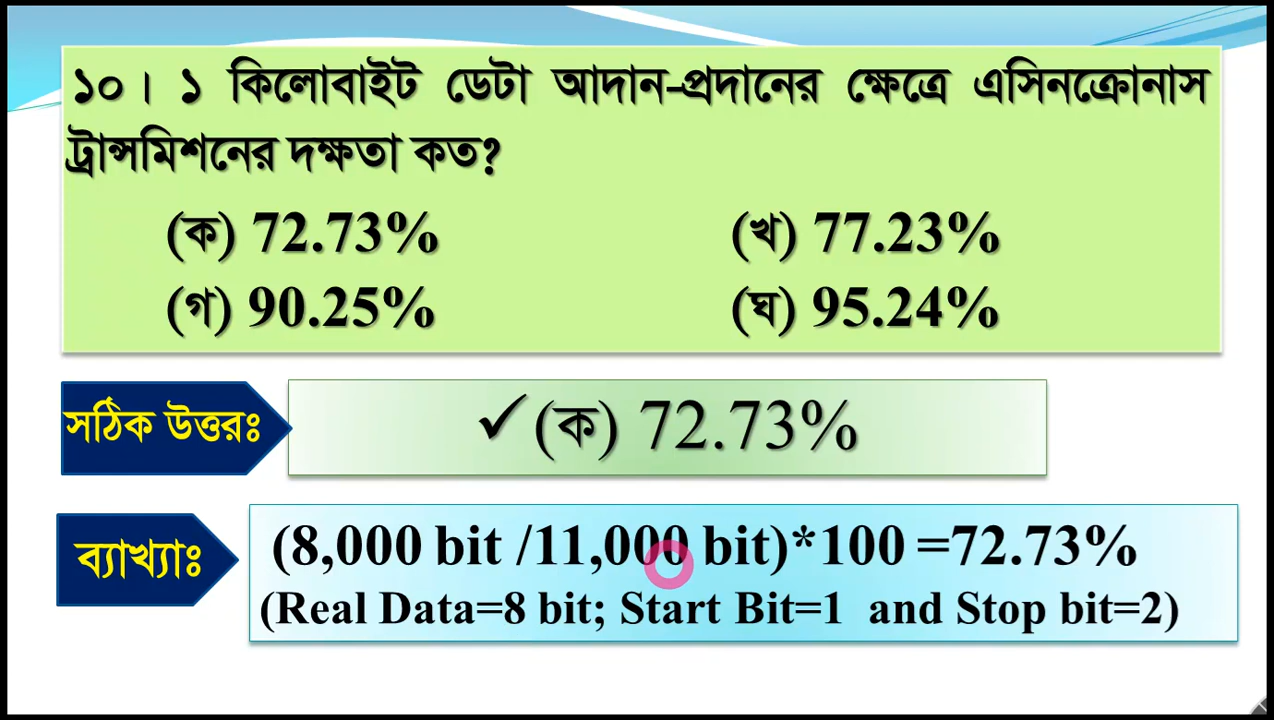 ১০। ১ কিলোবাইট ডেটা আদান-প্রদানের ক্ষেত্রে এসিনক্রোনাস
ট্রান্সমিশনের দক্ষতা কত?
(ক) 72.73% (খ) 77.23%
(গ) 90.25% (ঘ) 95.24%
সঠিক উত্তরঃ ✓(ক) 72.73%
ব্যাখ্যাঃ (8,000 bit /11,000 bit)*100 =72.73%
(Real Data=8 bit; Start Bit=1 and Stop bit=2)